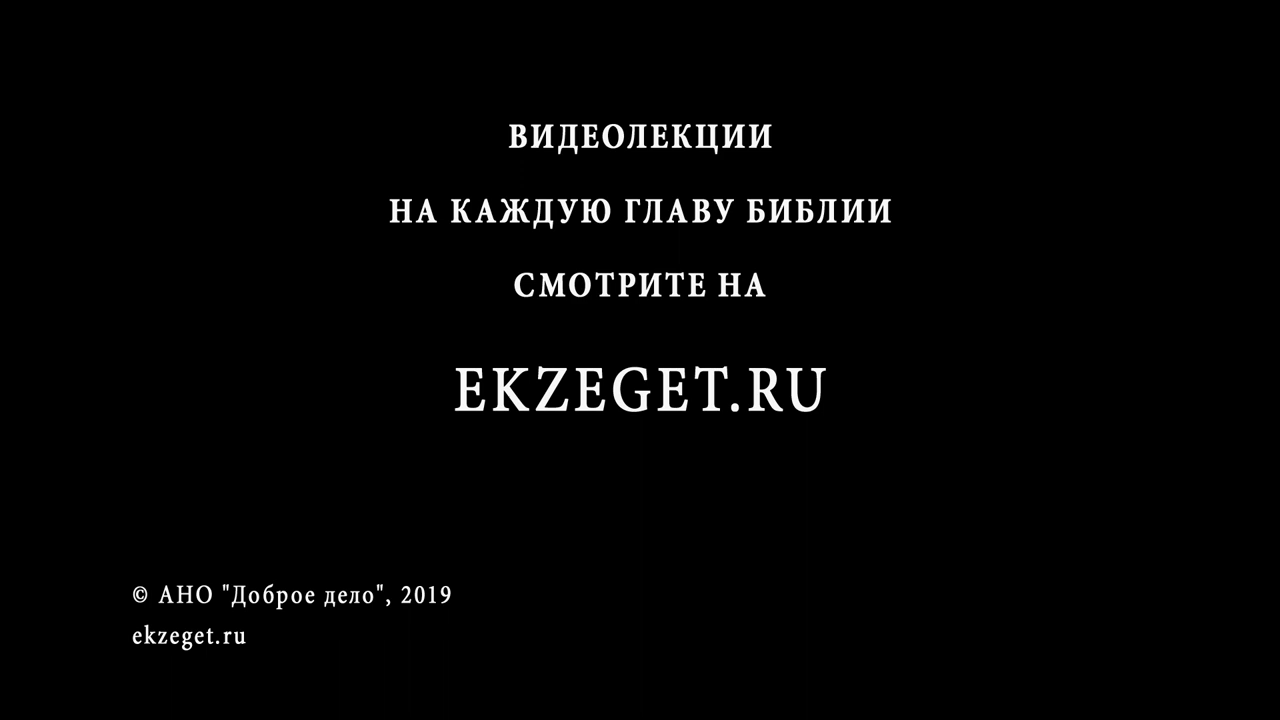 ВИДЕОЛЕКЦИИ
НА КАЖДУЮ ГЛАВУ БИБЛИИ
СМОТРИТЕ НА
EKZEGET.RU
© АНО "Доброе дело", 2019
ekzeget.ru